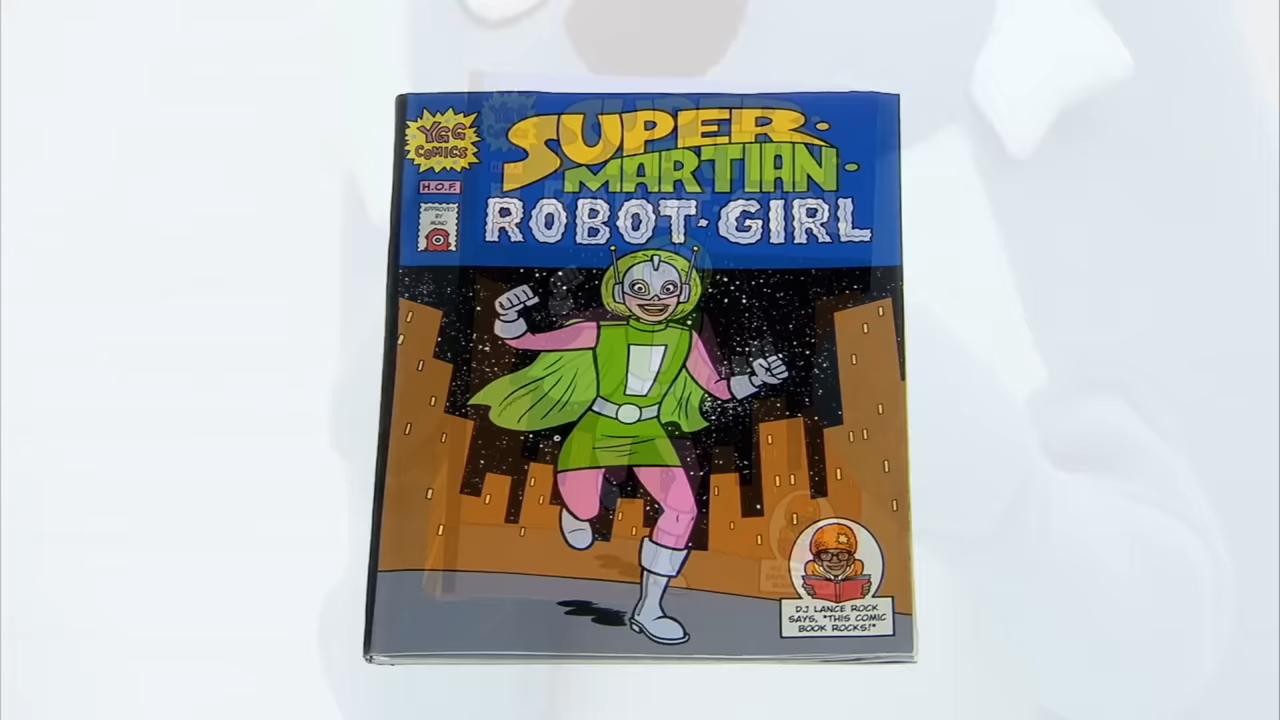 YGG
COMICS
H.O.F.
APPROVED
BY
MUNO
SUPER·
MARTIAN·
ROBOT·GIRL
DJ LANCE ROCK
SAYS, "THIS COMIC
BOOK ROCKS!"